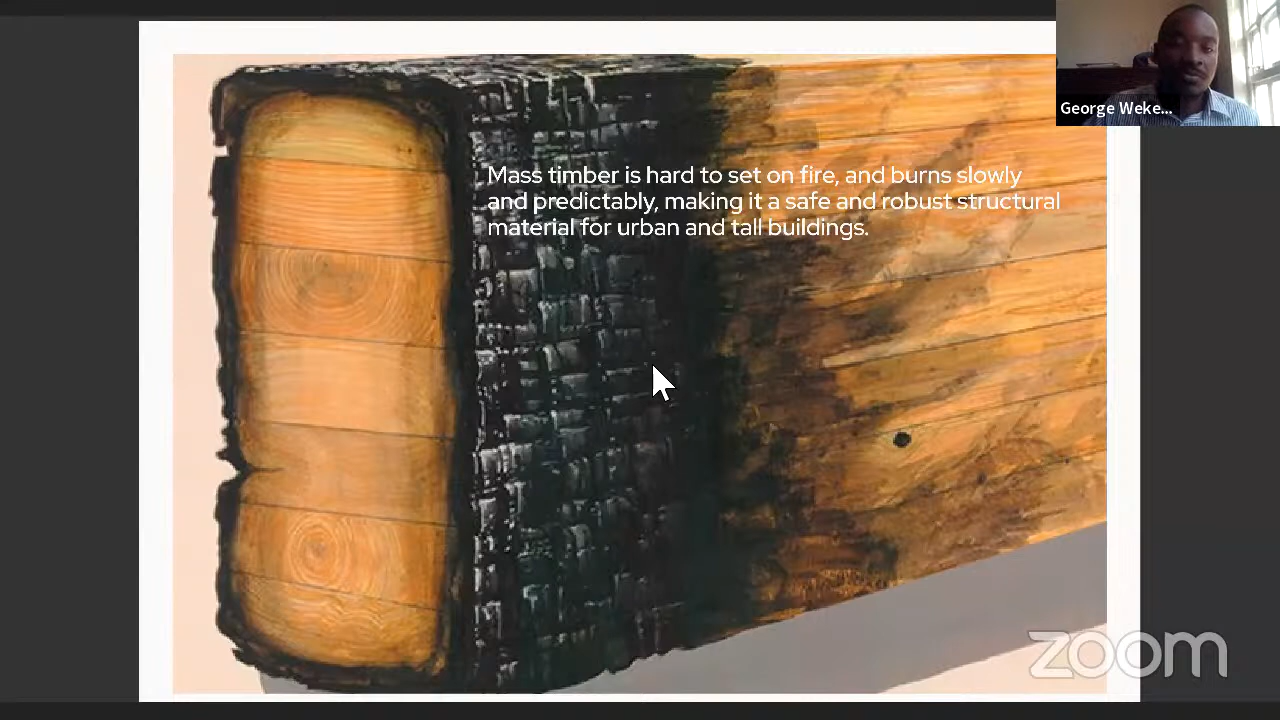 George Weke...
Mass timber is hard to set on fire, and burns slowly
and predictably, making it a safe and robust structural
material for urban and tall buildings.
zoom